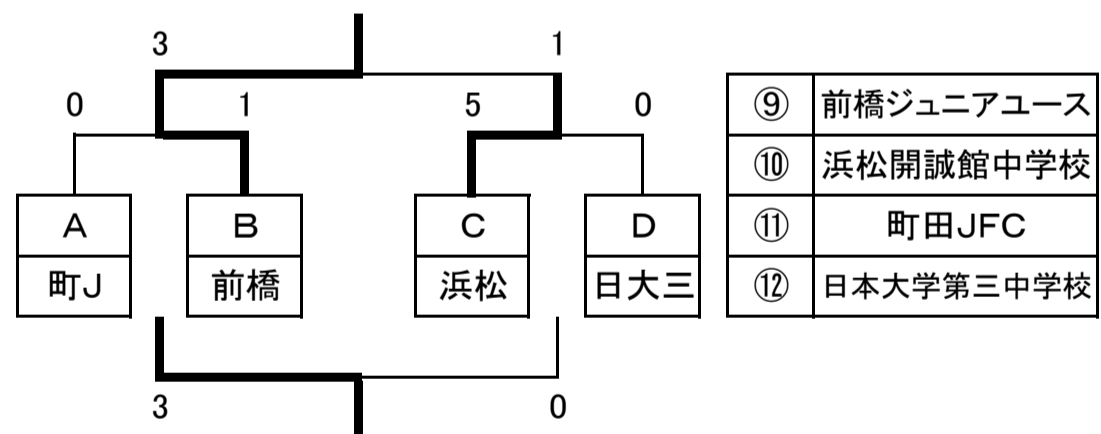 3 1
0 1 5 0
A B C D
町J 前橋 浜松 日大三
3 0
⑨ 前橋ジュニアユース
⑩ 浜松開誠館中学校
⑪ 町田JFC
⑫ 日本大学第三中学校